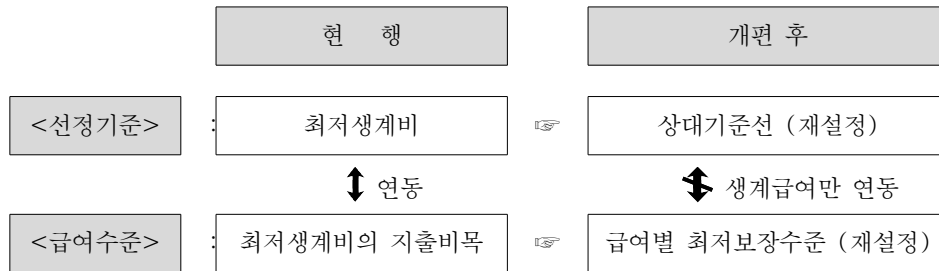 현 행 개편 후
<선정기준> : 최저생계비 ☞ 상대기준선 (재설정)
연동 생계급여만 연동
<급여수준> : 최저생계비의 지출비목 ☞ 급여별 최저보장수준 (재설정)